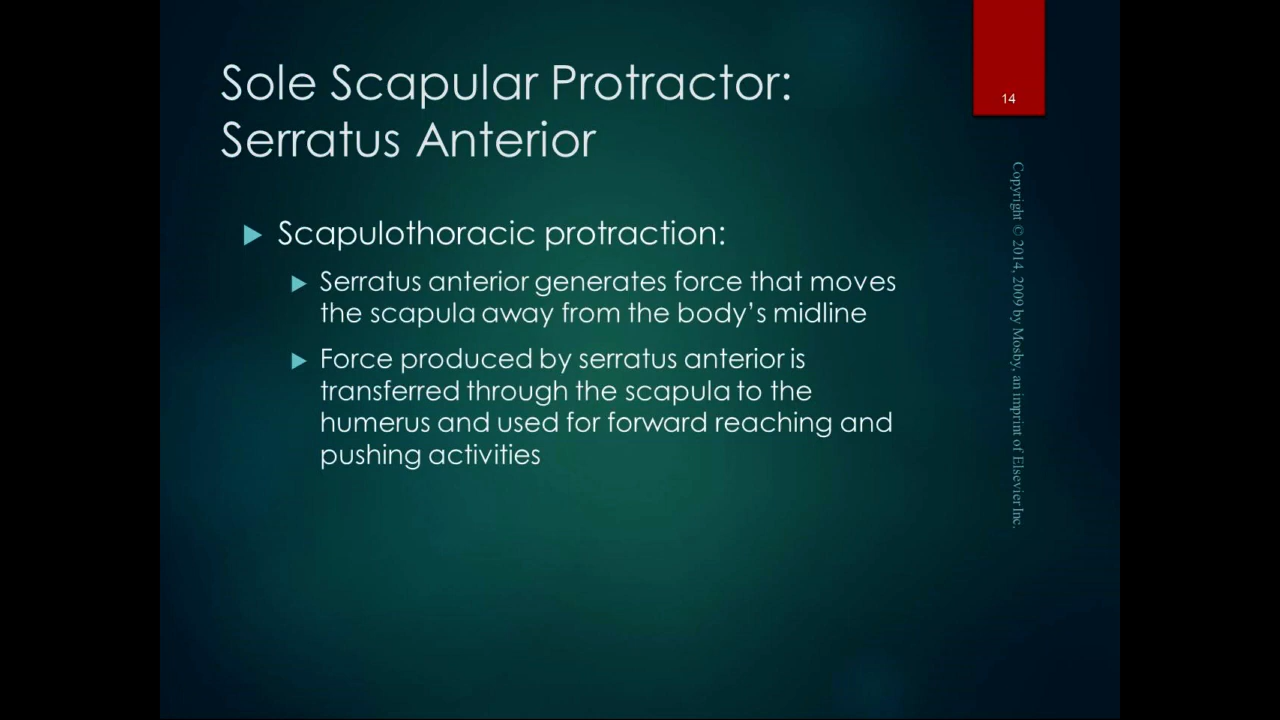 Sole Scapular Protractor:
Serratus Anterior
14
Scapulothoracic protraction:
Serratus anterior generates force that moves
the scapula away from the body’s midline
Force produced by serratus anterior is
transferred through the scapula to the
humerus and used for forward reaching and
pushing activities
Copyright © 2014, 2009 by Mosby, an imprint of Elsevier Inc.